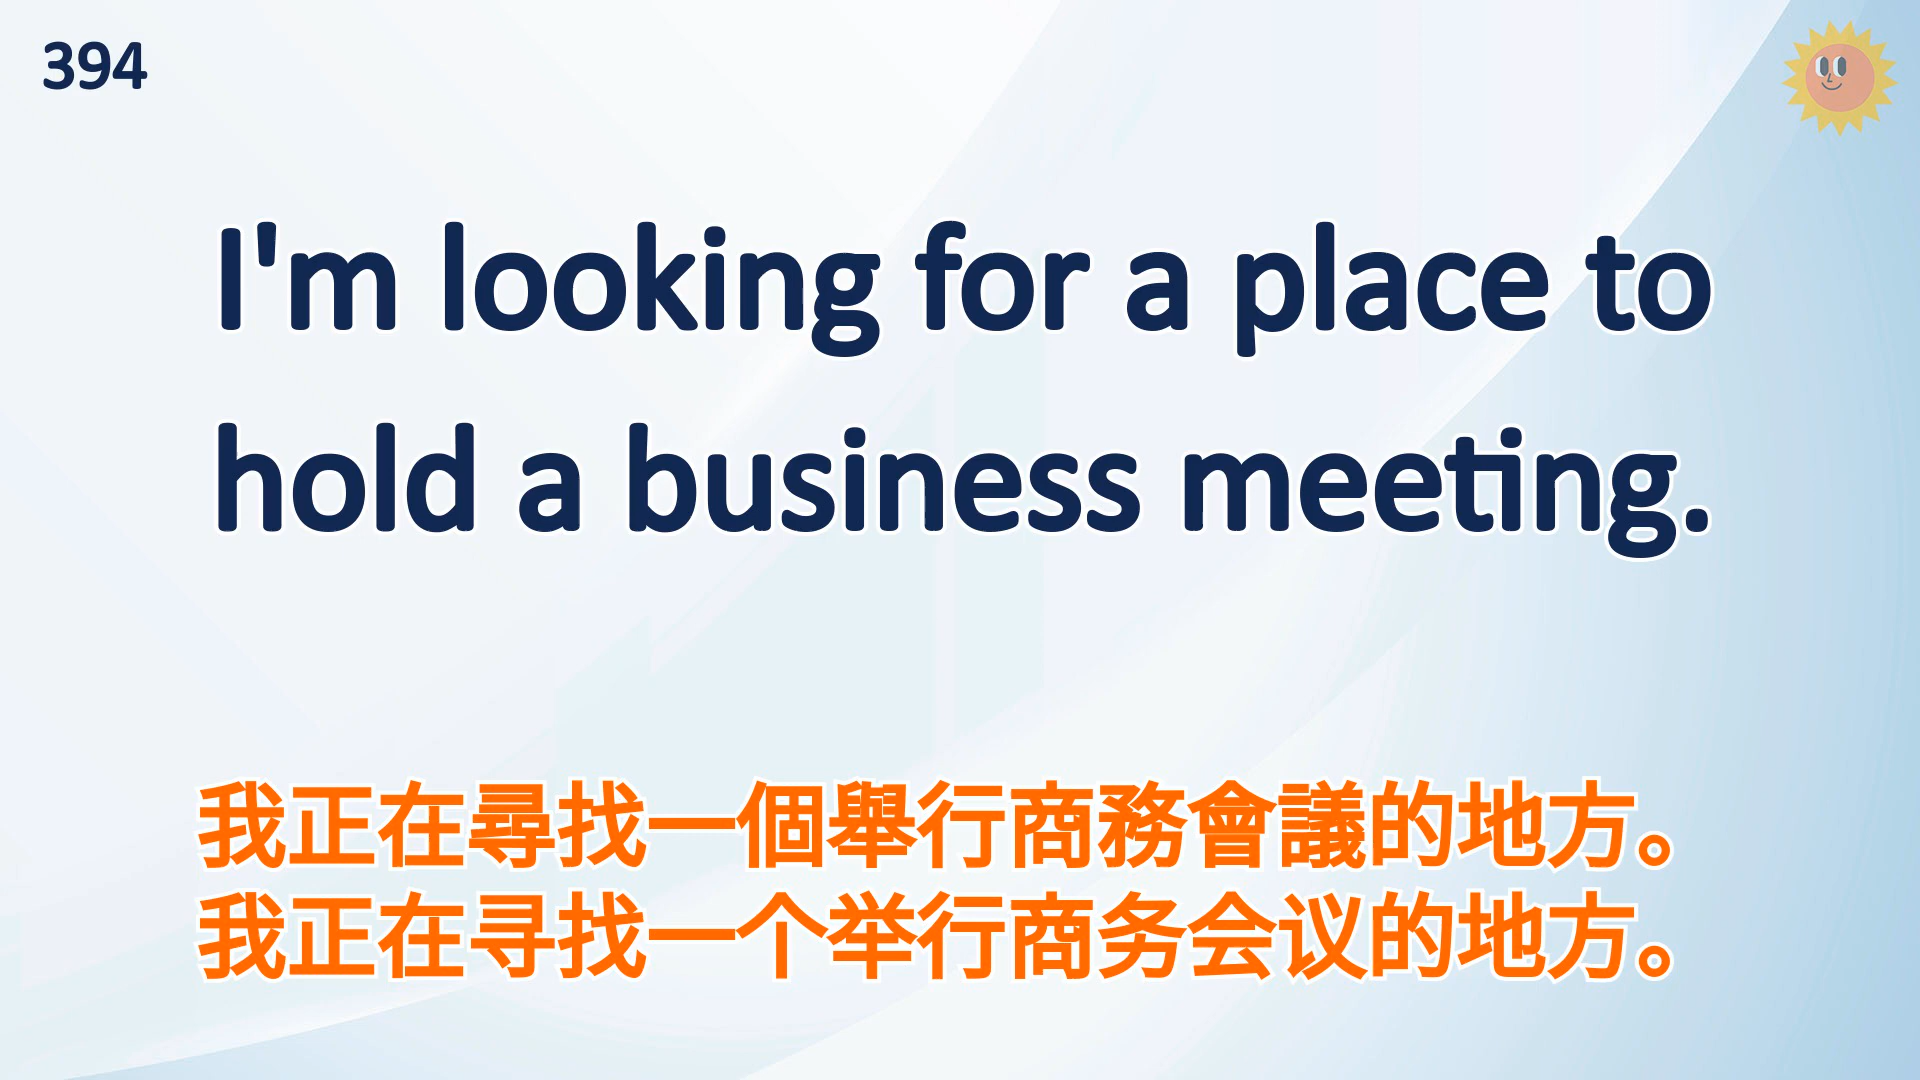 394
I'm looking for a place to
hold a business meeting.
我正在尋找一個舉行商務會議的地方。
我正在寻找一个举行商务会议的地方。